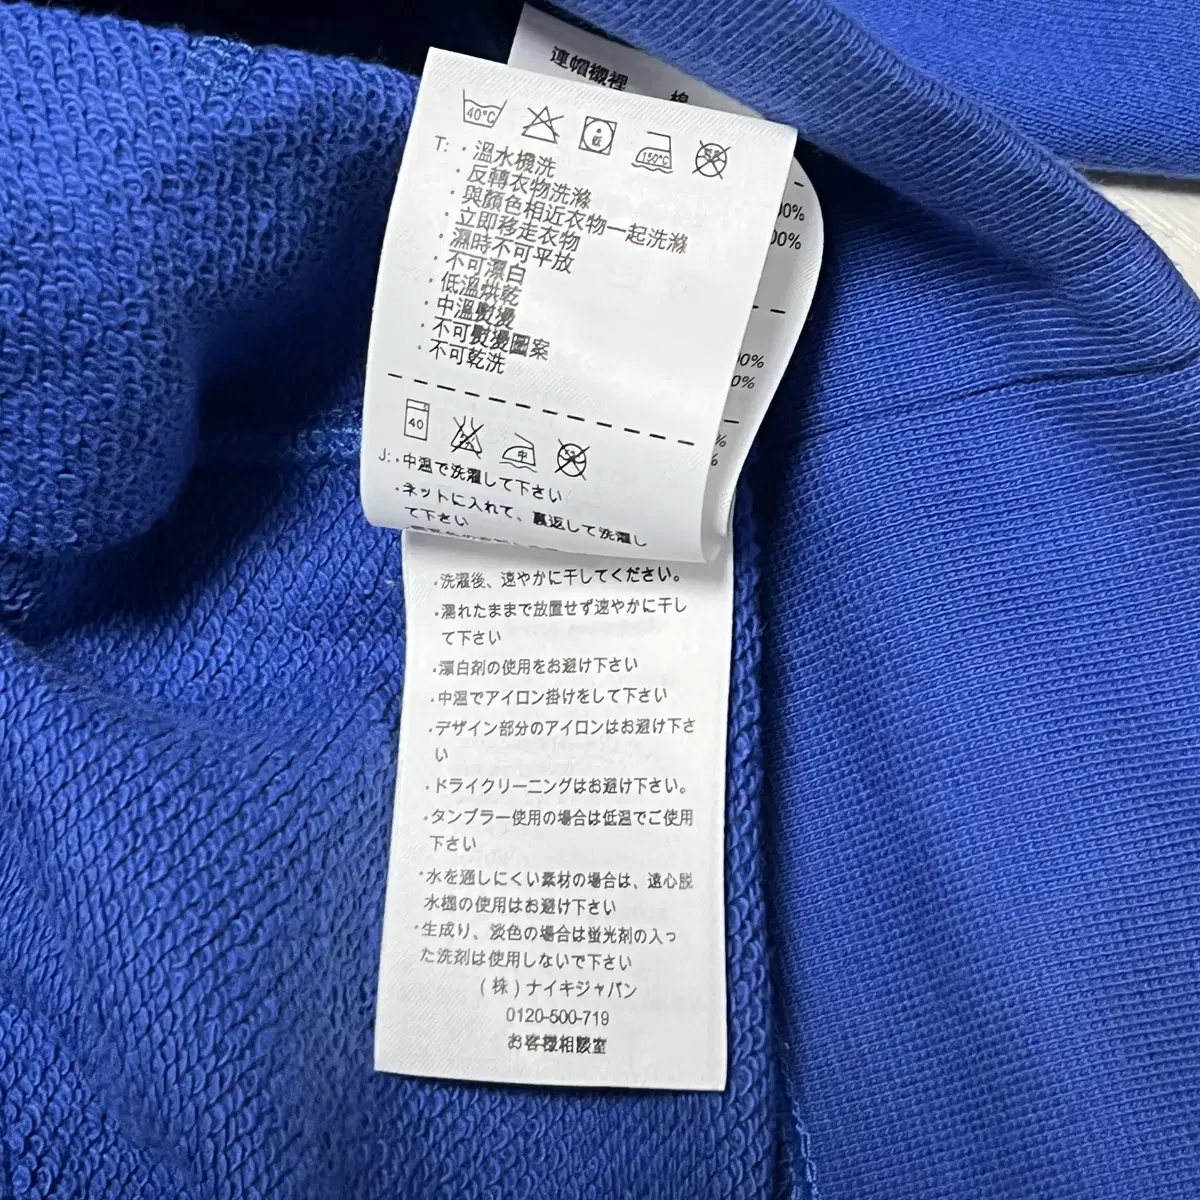 連帽襯裡
棉
40°C
低
150°C
T: ·溫水機洗
·反轉衣物洗滌
·與顏色相近衣物一起洗滌
·立即移走衣物
·濕時不可平放
·不可漂白
·低溫烘乾
·中溫熨燙
·不可熨燙圖案
·不可乾洗
00%
00%
00%
0%
%
%
40
中
J: ·中温で洗濯して下さい
·ネットに入れて、裏返して洗濯し
て下さい
·洗濯後、速やかに干してください。
·濡れたままで放置せず速やかに干し
て下さい
·漂白剤の使用をお避け下さい
·中温でアイロン掛けをして下さい
·デザイン部分のアイロンはお避け下さ
い
·ドライクリーニングはお避け下さい。
·タンブラー使用の場合は低温でご使用
下さい
·水を通しにくい素材の場合は、遠心脱
水機の使用はお避け下さい
·生成り、淡色の場合は蛍光剤の入っ
た洗剤は使用しないで下さい
(株)ナイキジャパン
0120-500-719
お客様相談室